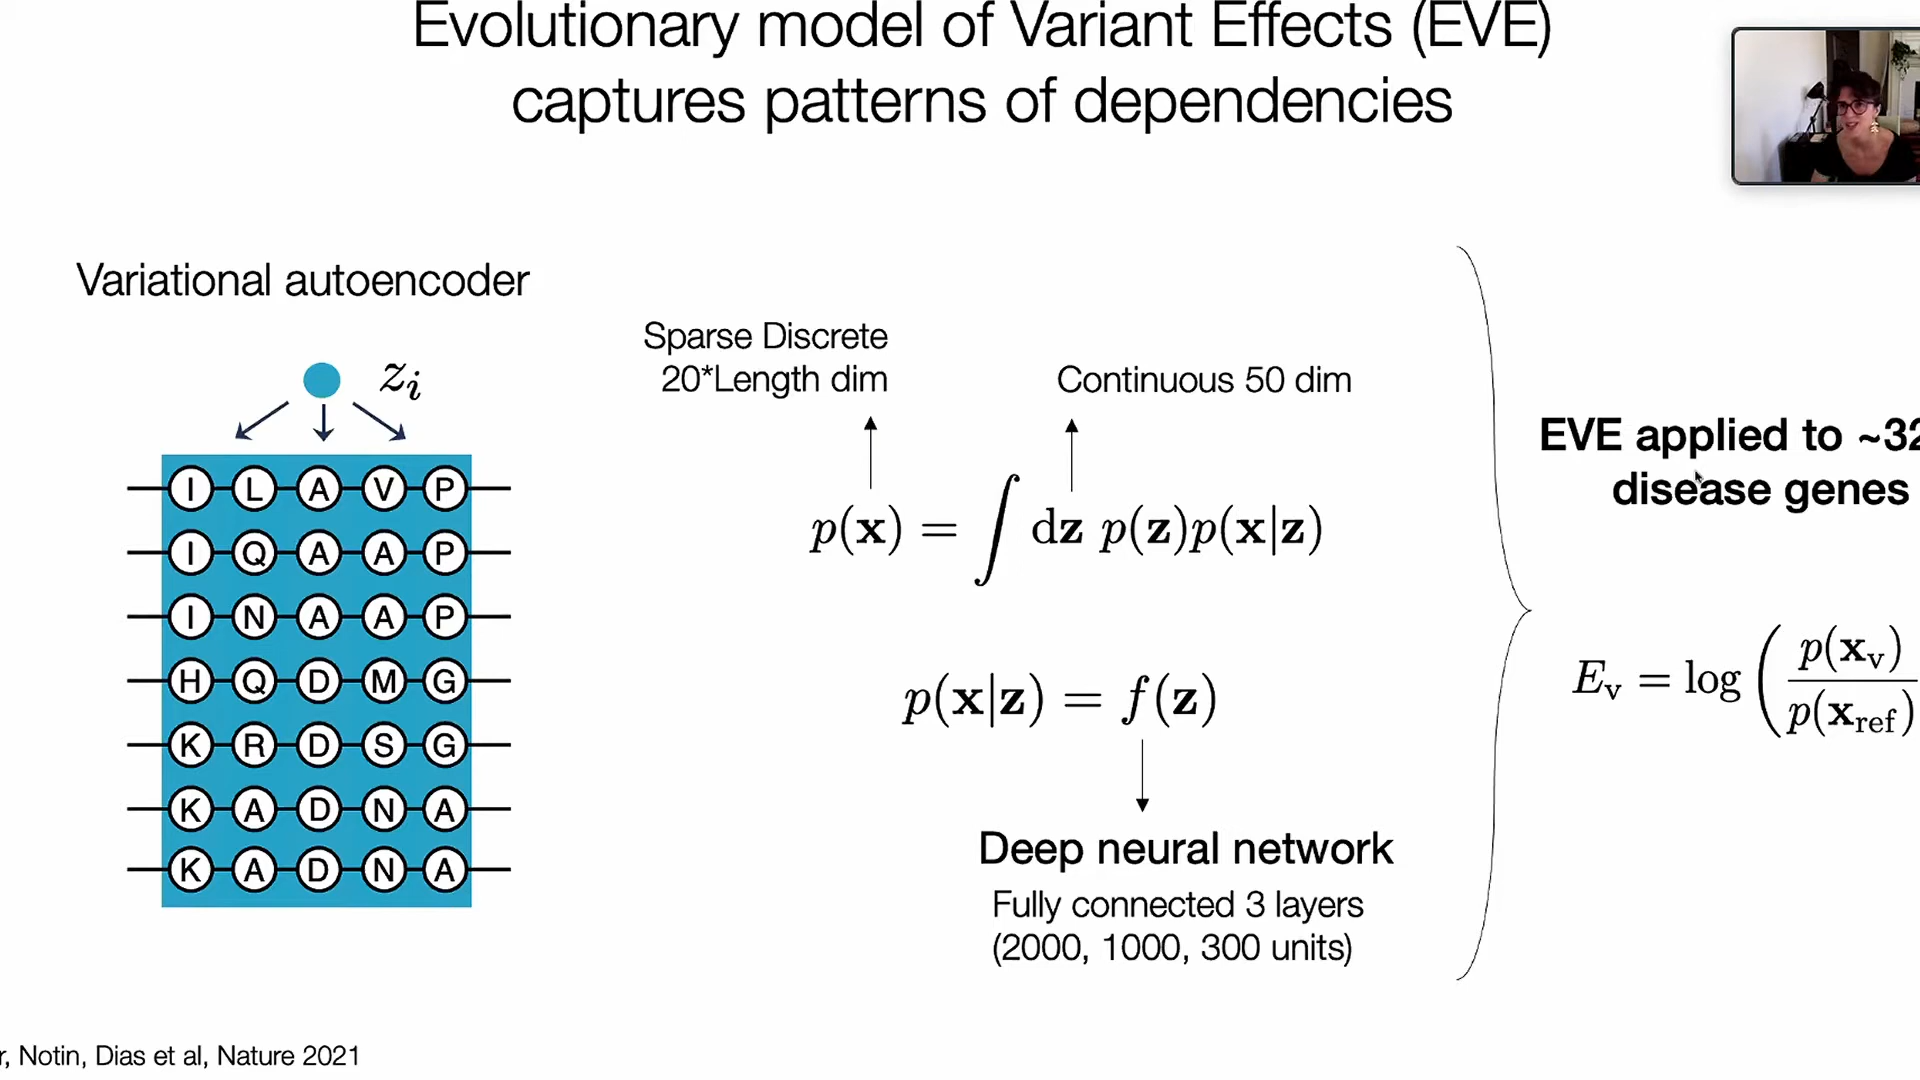 Evolutionary model of Variant Effects (EVE)
captures patterns of dependencies
Variational autoencoder
z_i
I L A V P
I Q A A P
I N A A P
H Q D M G
K R D S G
K A D N A
K A D N A
Sparse Discrete
20*Length dim
Continuous 50 dim
p(x) = ∫ dz p(z)p(x|z)
p(x|z) = f(z)
Deep neural network
Fully connected 3 layers
(2000, 1000, 300 units)
EVE applied to ~32
disease genes
E_v = log ( p(x_v) / p(x_ref)
r, Notin, Dias et al, Nature 2021